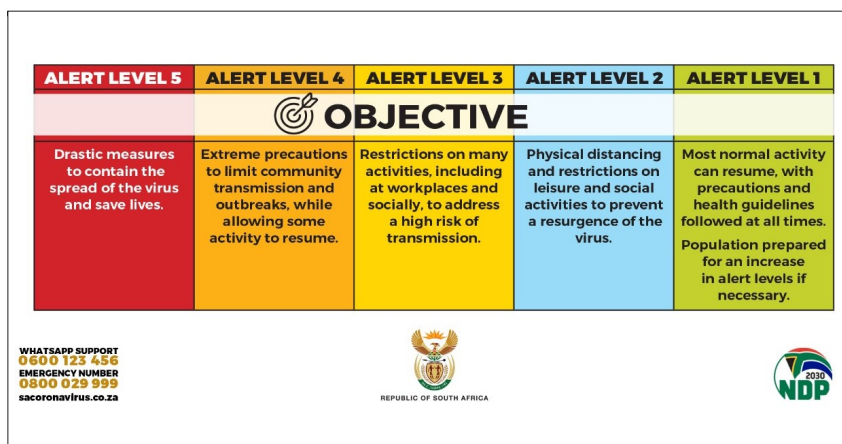 ALERT LEVEL 5
ALERT LEVEL 4
ALERT LEVEL 3
ALERT LEVEL 2
ALERT LEVEL 1
OBJECTIVE
Drastic measures
to contain the
spread of the virus
and save lives.
Extreme precautions
to limit community
transmission and
outbreaks, while
allowing some
activity to resume.
Restrictions on many
activities, including
at workplaces and
socially, to address
a high risk of
transmission.
Physical distancing
and restrictions on
leisure and social
activities to prevent
a resurgence of the
virus.
Most normal activity
can resume, with
precautions and
health guidelines
followed at all times.
Population prepared
for an increase
in alert levels if
necessary.
WHATSAPP SUPPORT
0600 123 456
EMERGENCY NUMBER
0800 029 999
sacoronavirus.co.za
REPUBLIC OF SOUTH AFRICA
2030
NDP